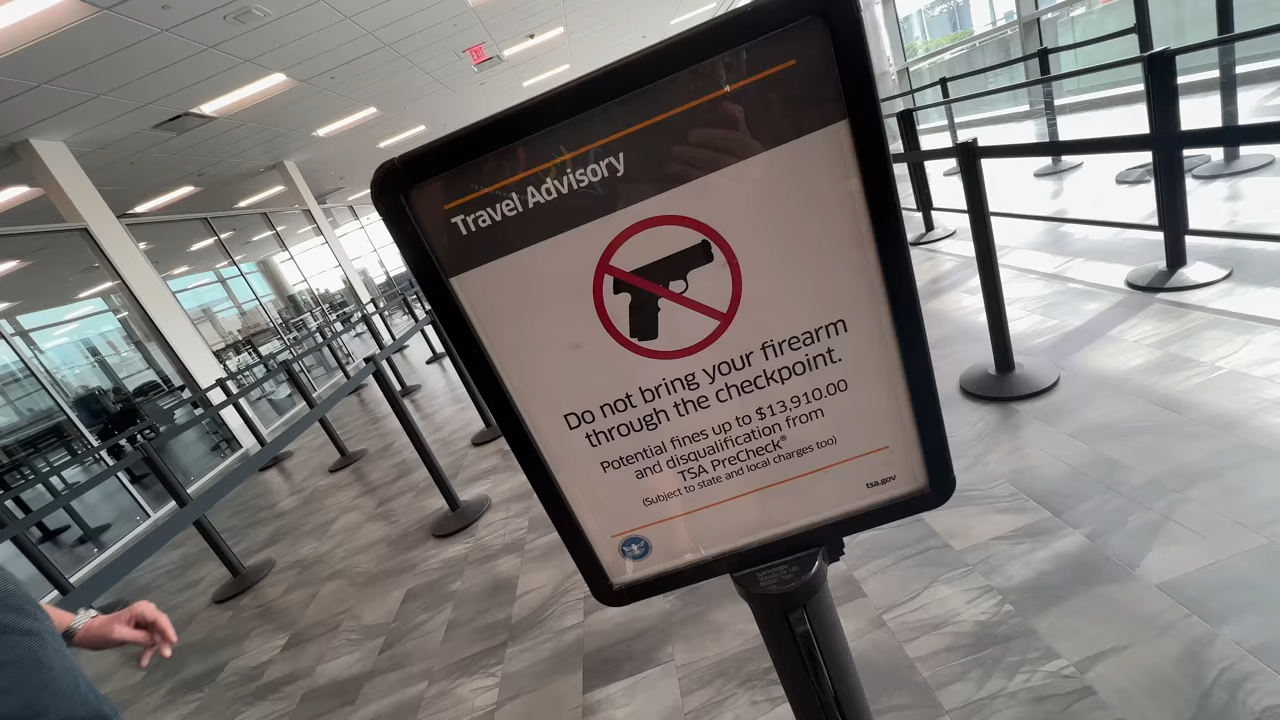 EXIT
Travel Advisory
Do not bring your firearm
through the checkpoint.
Potential fines up to $13,910.00
and disqualification from
TSA PreCheck®
(Subject to state and local charges too)
tsa.gov